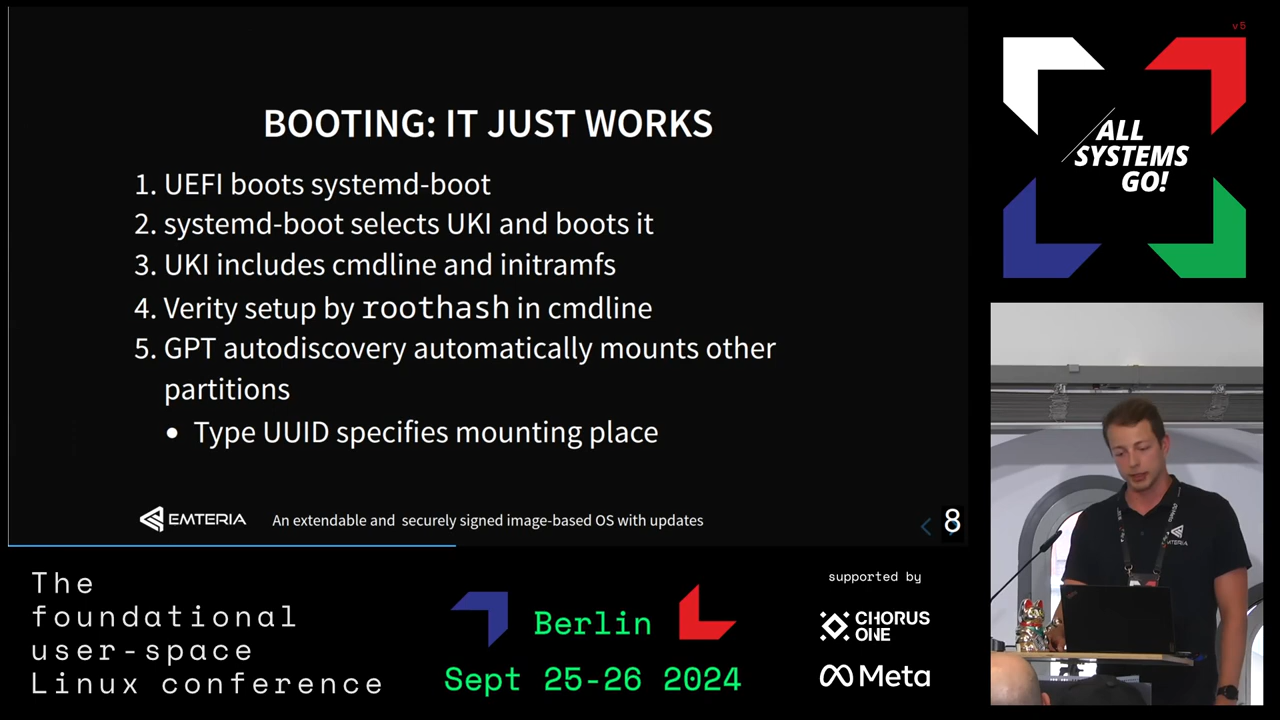 BOOTING: IT JUST WORKS
1. UEFI boots systemd-boot
2. systemd-boot selects UKI and boots it
3. UKI includes cmdline and initramfs
4. Verity setup by roothash in cmdline
5. GPT autodiscovery automatically mounts other
partitions
• Type UUID specifies mounting place
EMTERIA
An extendable and securely signed image-based OS with updates
8
v5
ALL
SYSTEMS
GO!
The
foundational
user-space
Linux conference
Berlin
Sept 25-26 2024
supported by
CHORUS
ONE
Meta